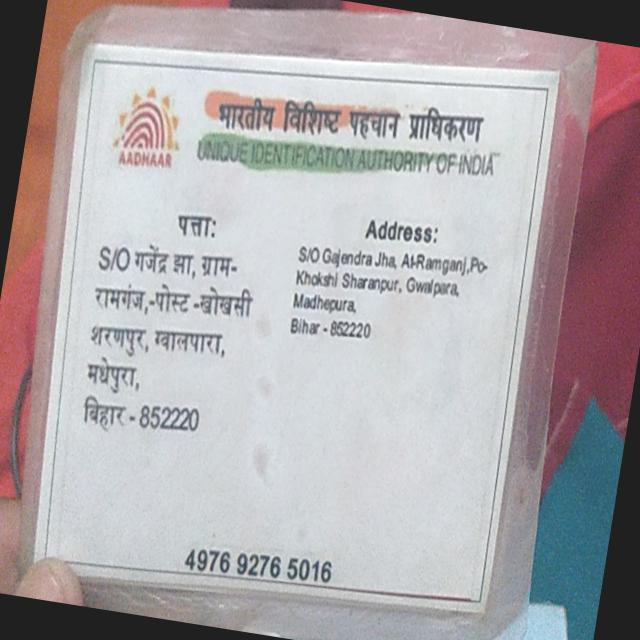 भारतीय विशिष्ट पहचान प्राधिकरण
AADHAAR
UNIQUE IDENTIFICATION AUTHORITY OF INDIA
पत्ता:
S/O गजेंद्र झा, ग्राम-
रामगंज,-पोस्ट -खोखसी
शरणपुर, ग्वालपारा,
मधेपुरा,
बिहार - 852220
Address:
S/O Gajendra Jha, At-Ramganj,Po-
Khokshi Sharanpur, Gwalpara,
Madhepura,
Bihar - 852220
4976 9276 5016